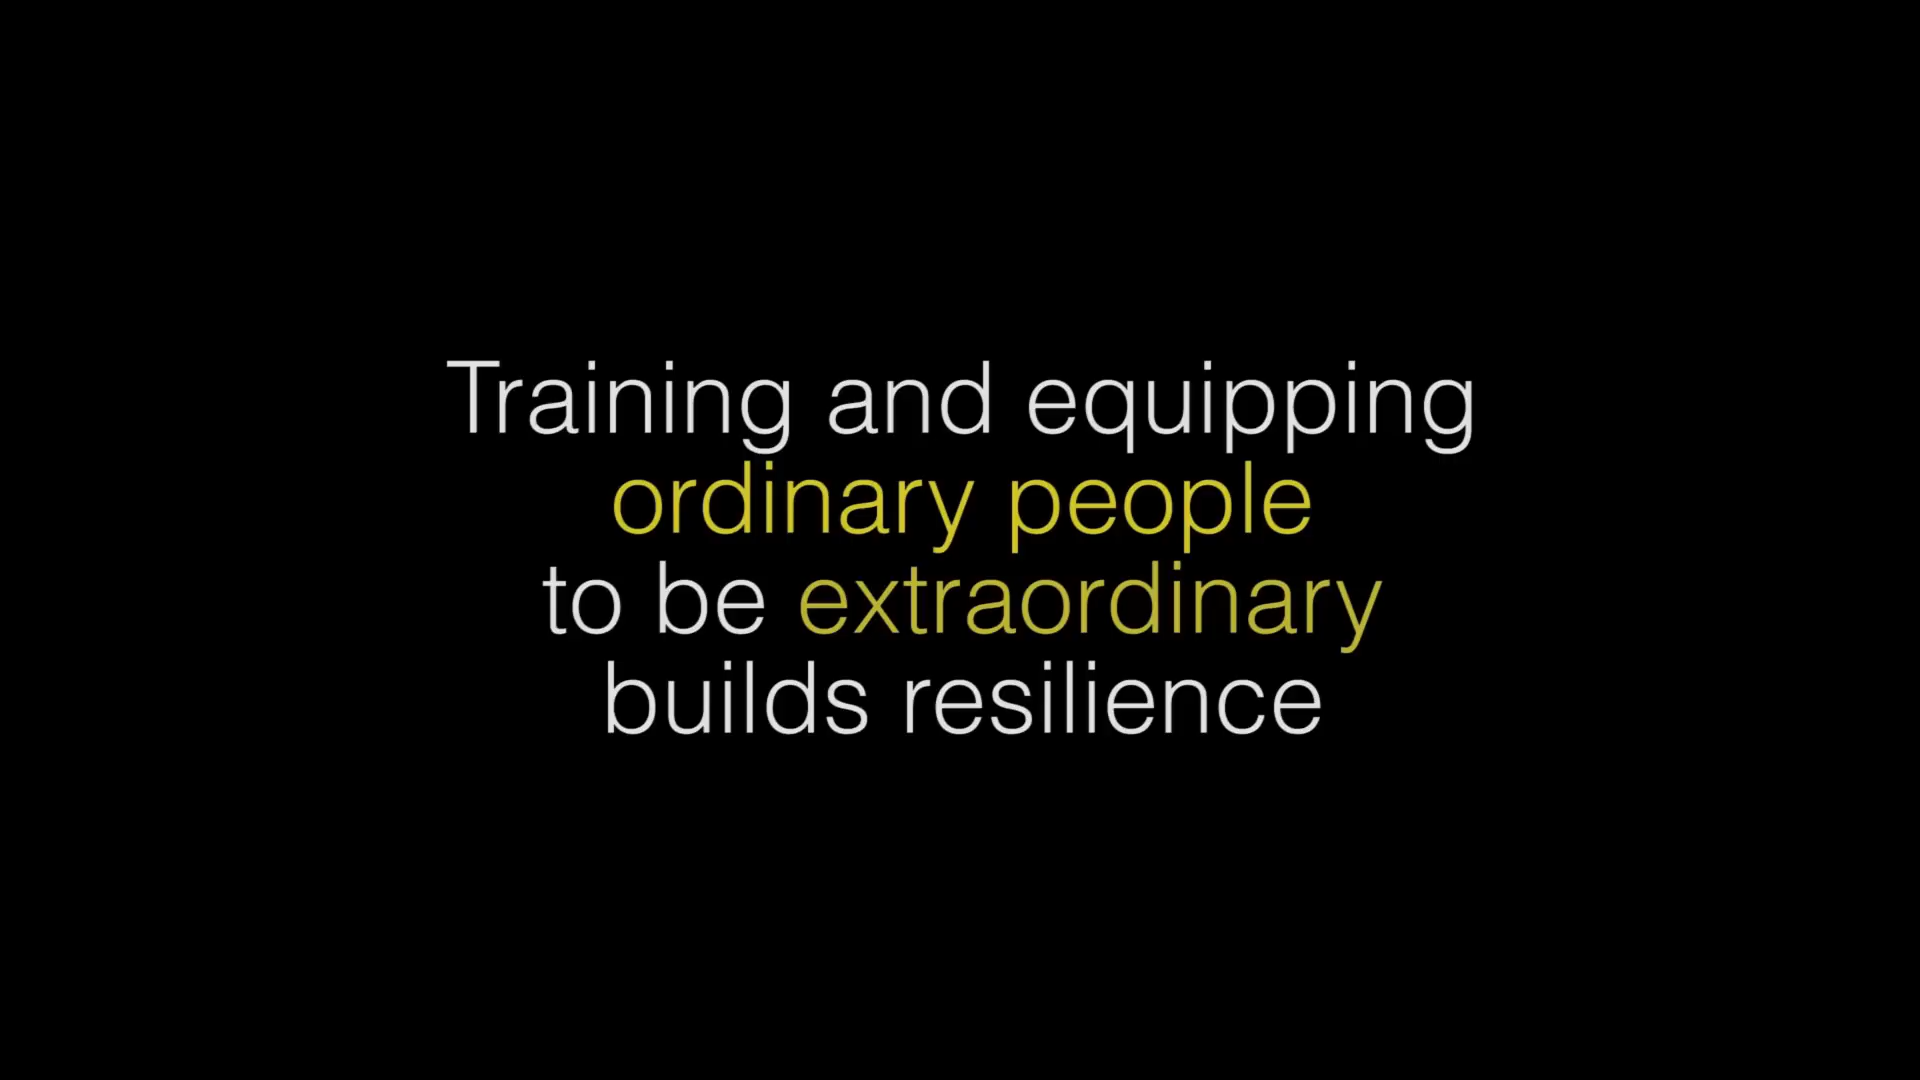 Training and equipping
ordinary people
to be extraordinary
builds resilience